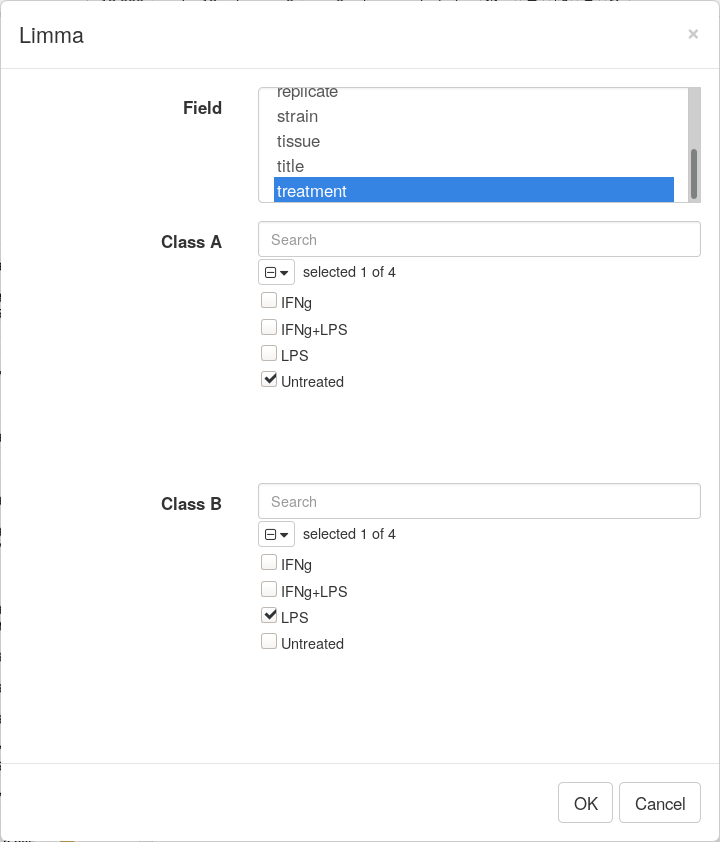 Limma
×
Field
replicate
strain
tissue
title
treatment
Class A
Search
selected 1 of 4
IFNg
IFNg+LPS
LPS
Untreated
Class B
Search
selected 1 of 4
IFNg
IFNg+LPS
LPS
Untreated
OK
Cancel